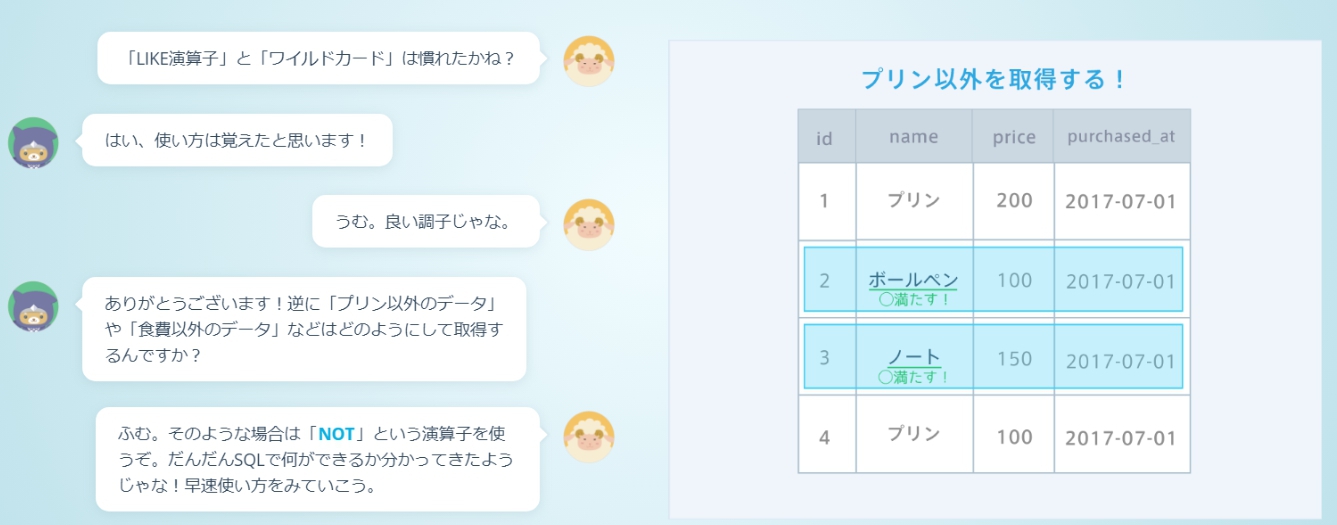 「LIKE演算子」と「ワイルドカード」は慣れたかね？
はい、使い方は覚えたと思います！
うむ。良い調子じゃな。
ありがとうございます！逆に「プリン以外のデータ」
や「食費以外のデータ」などはどのようにして取得す
るんですか？
ふむ。そのような場合は「NOT」という演算子を使
うぞ。だんだんSQLで何ができるか分かってきたよう
じゃな！早速使い方をみていこう。
プリン以外を取得する！
id name price purchased_at
1 プリン 200 2017-07-01
2 ボールペン 100 2017-07-01
○満たす！
3 ノート 150 2017-07-01
○満たす！
4 プリン 100 2017-07-01